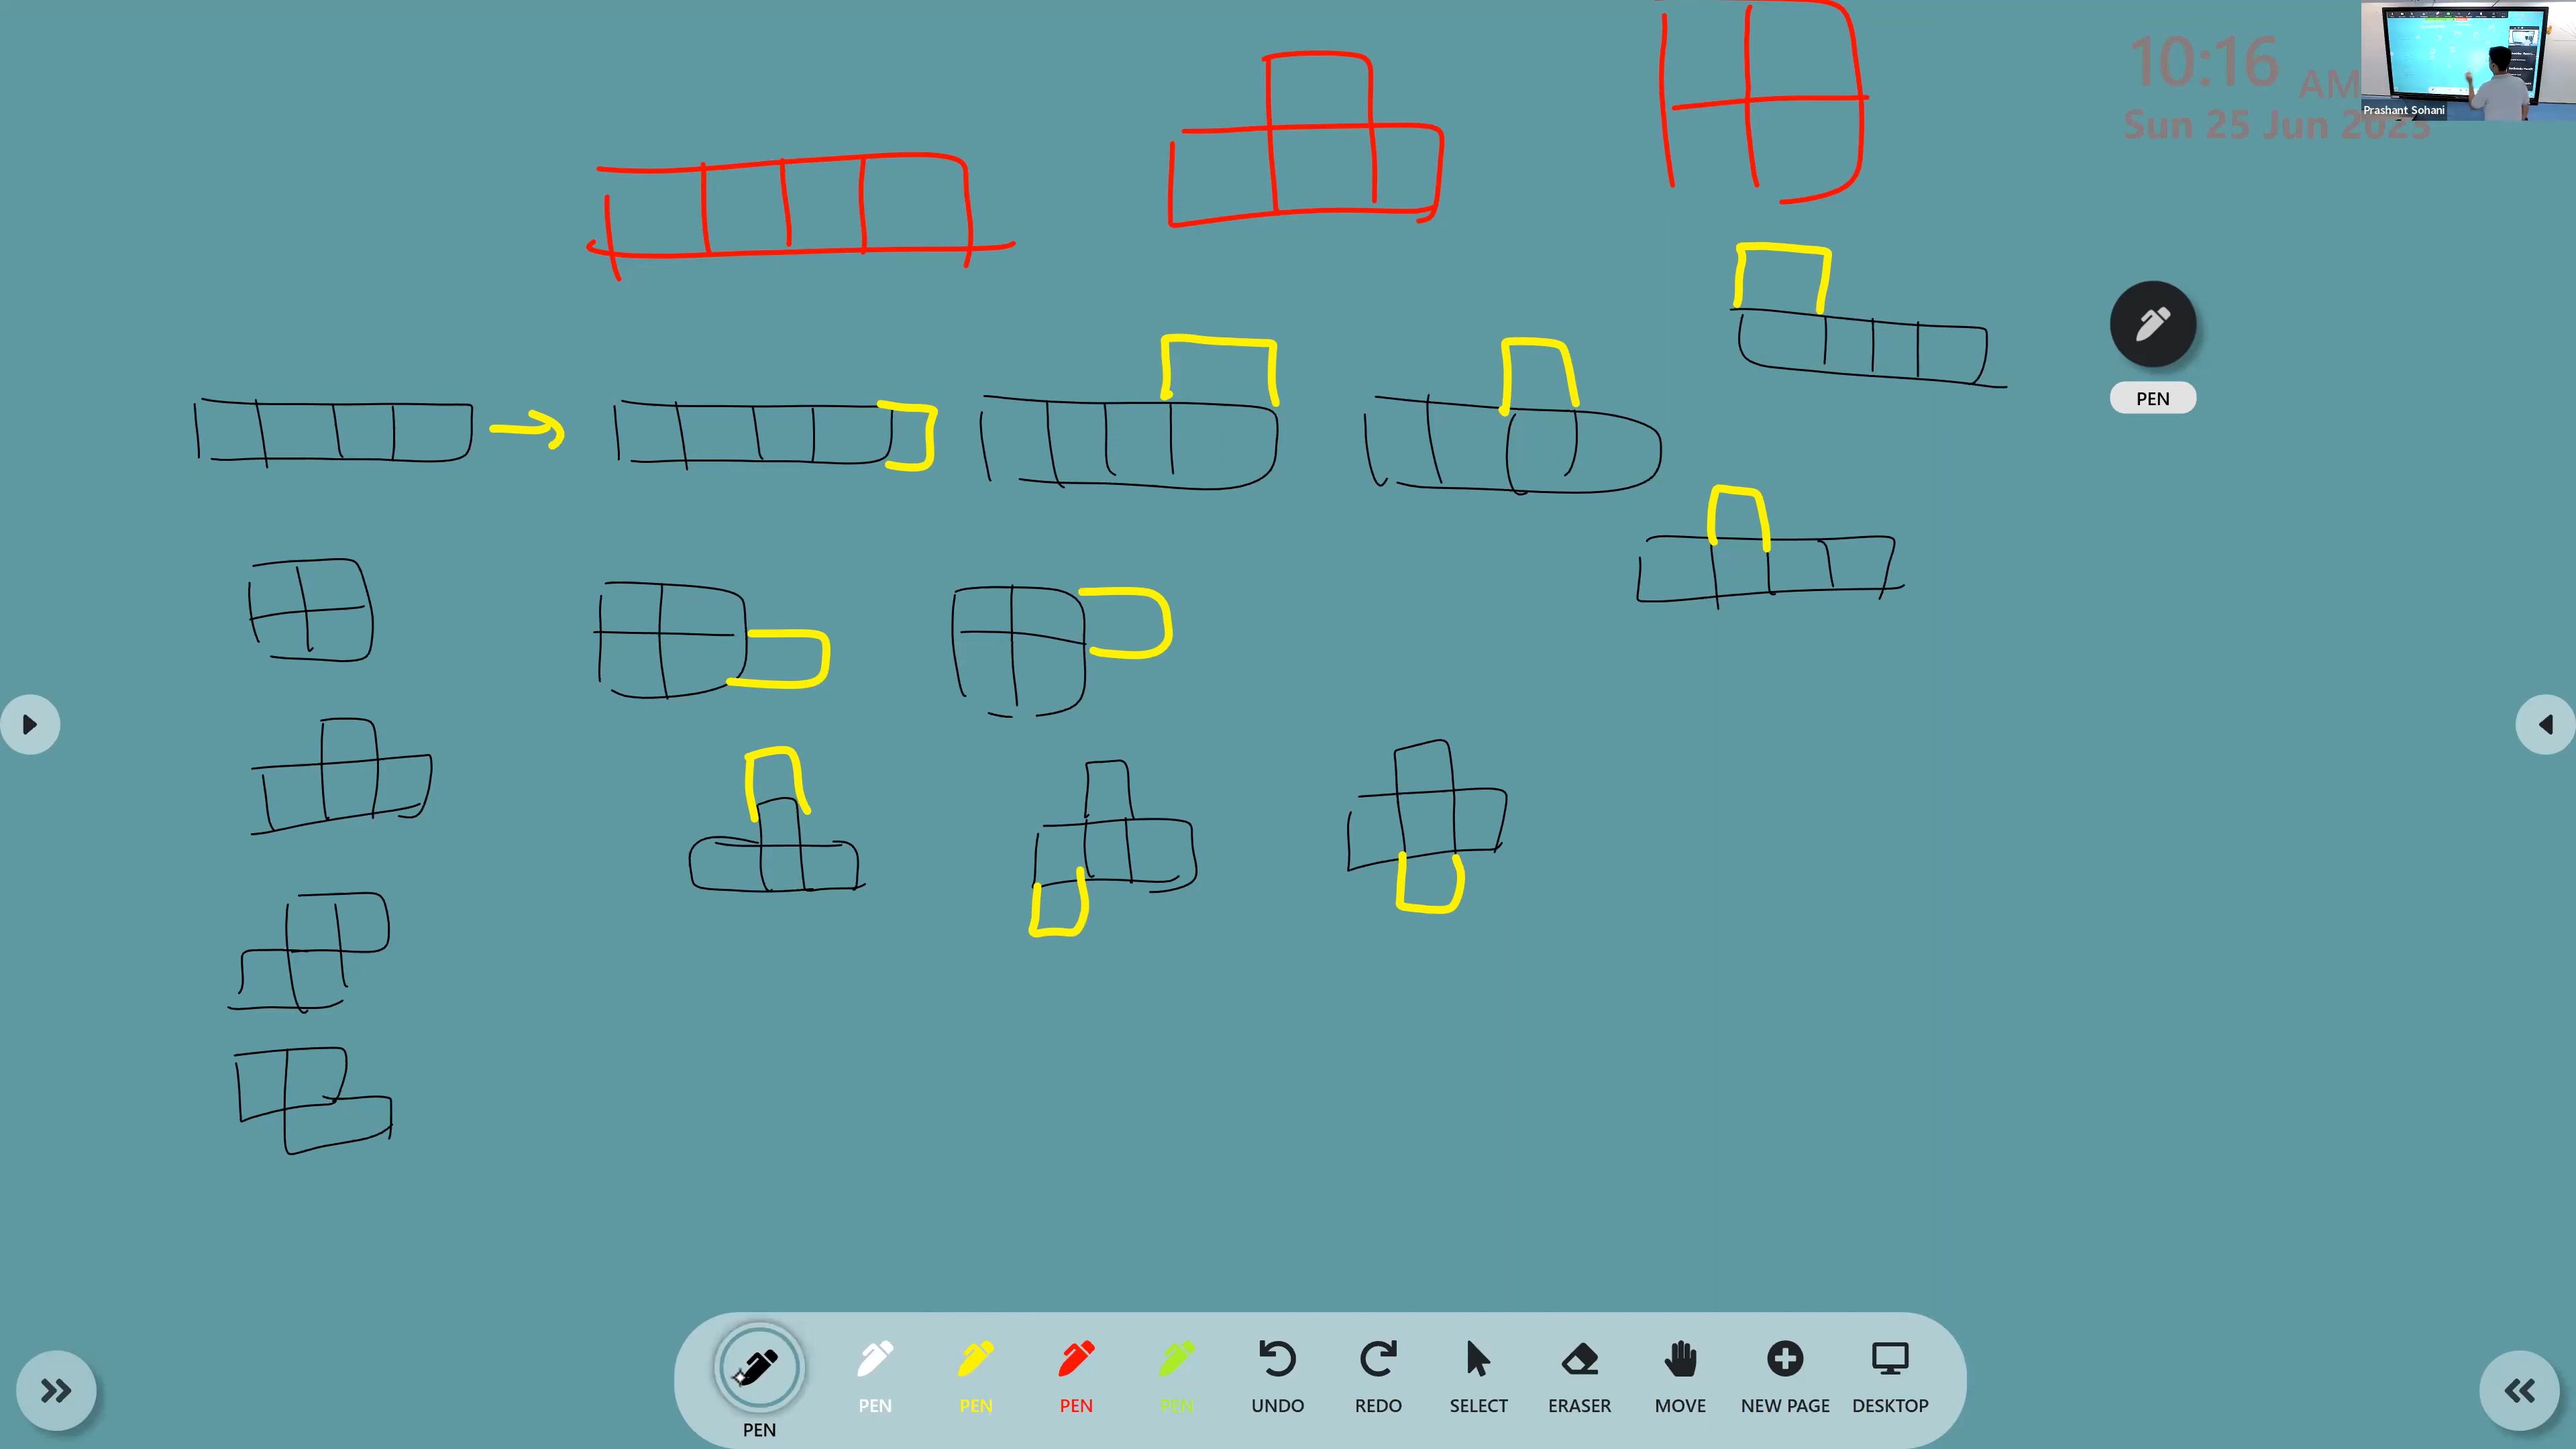 10:16 AM
Prashant Sohani
Sun 25 Jun 2023
PEN
PEN
PEN
PEN
PEN
PEN
UNDO
REDO
SELECT
ERASER
MOVE
NEW PAGE
DESKTOP